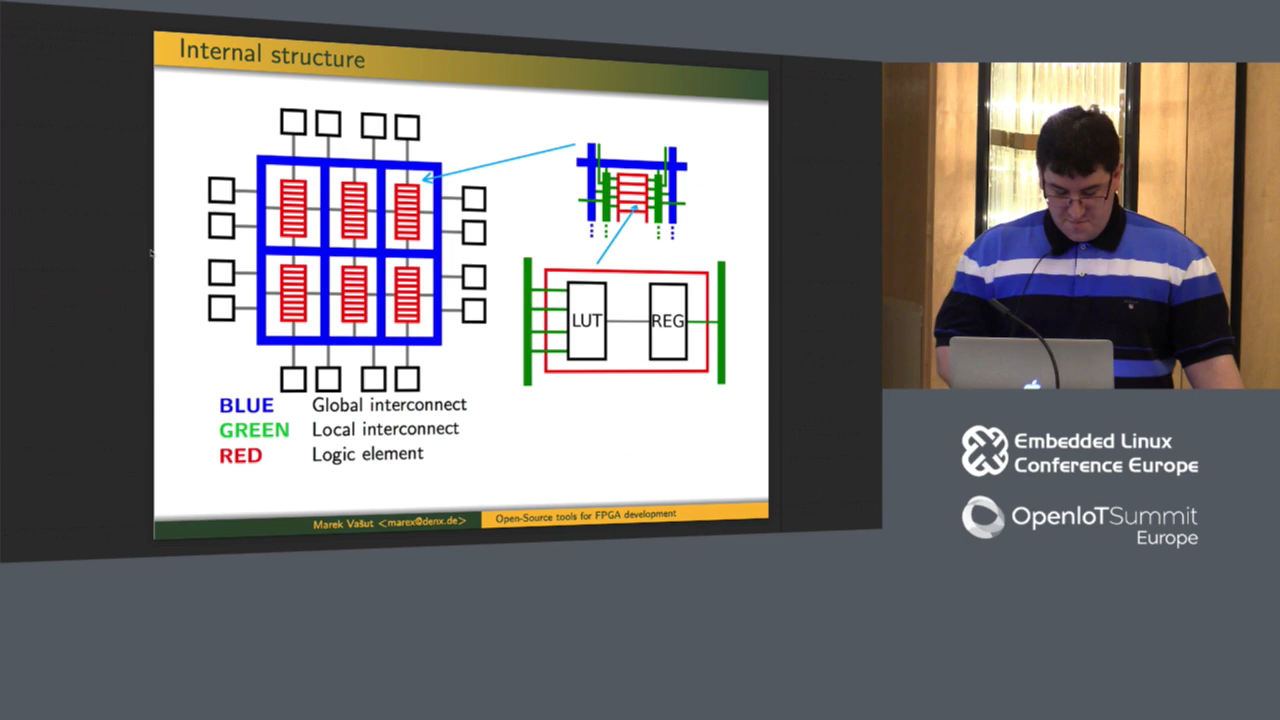 Internal structure
LUT
REG
BLUE Global interconnect
GREEN Local interconnect
RED Logic element
Marek Vašut <marex@denx.de>
Open-Source tools for FPGA development
Embedded Linux
Conference Europe
OpenIoTSummit
Europe